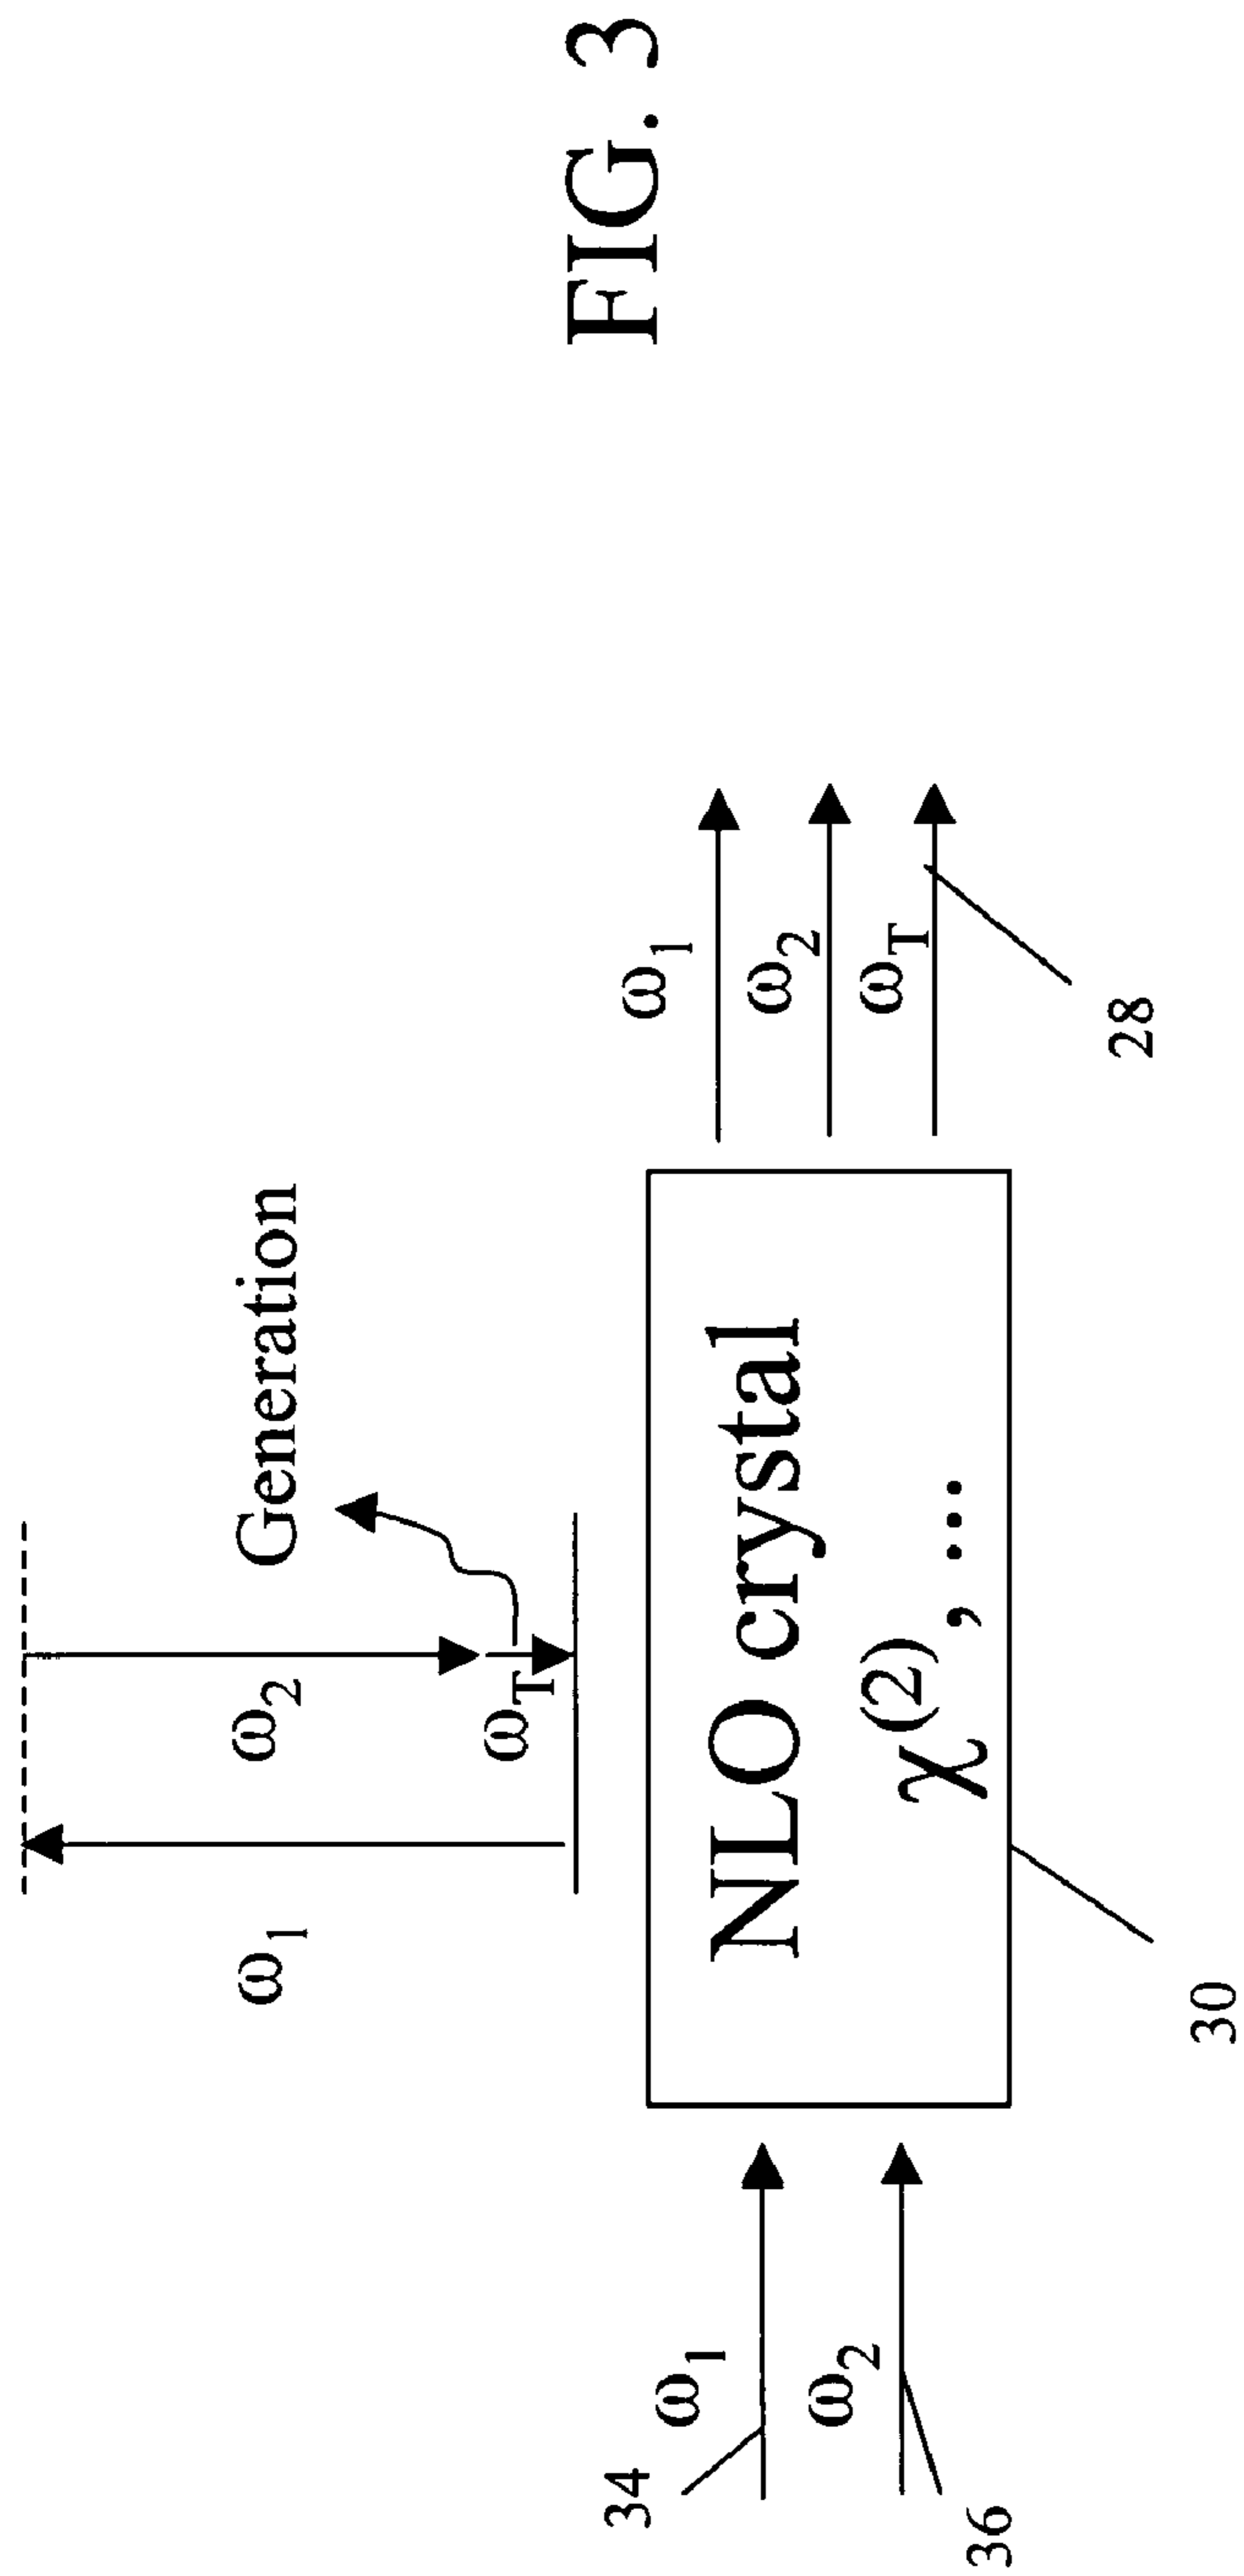 ω1
ω2
ωT
Generation
34
ω1
ω2
36
NLO crystal
χ(2), ...
30
ω1
ω2
ωT
28
FIG. 3